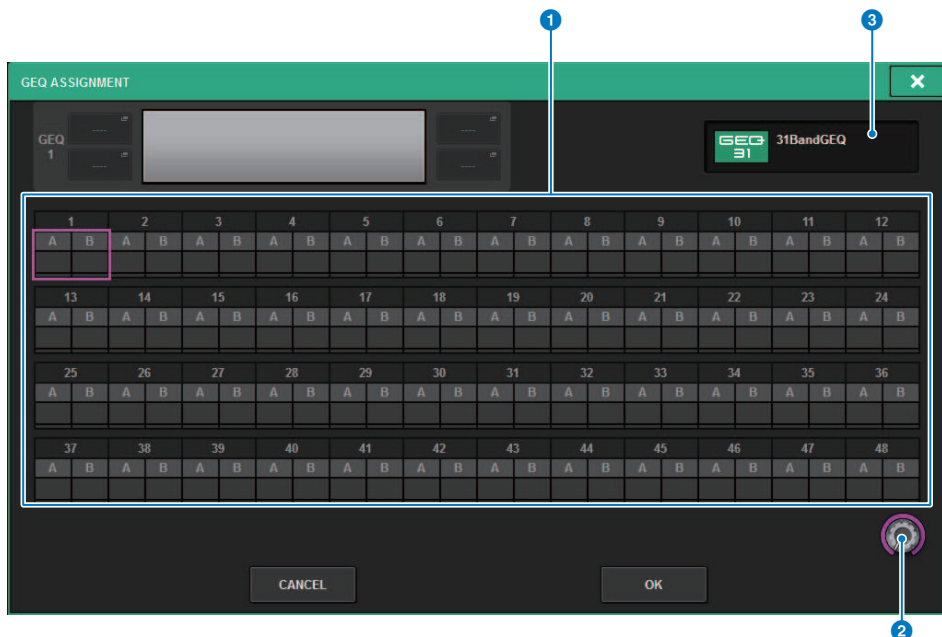 1 3
GEQ ASSIGNMENT ×
GEQ
1
---- ----
---- ----
GEQ
31
31BandGEQ
1 2 3 4 5 6 7 8 9 10 11 12
A B A B A B A B A B A B A B A B A B A B A B A B
13 14 15 16 17 18 19 20 21 22 23 24
A B A B A B A B A B A B A B A B A B A B A B A B
25 26 27 28 29 30 31 32 33 34 35 36
A B A B A B A B A B A B A B A B A B A B A B A B
37 38 39 40 41 42 43 44 45 46 47 48
A B A B A B A B A B A B A B A B A B A B A B A B
CANCEL OK
2